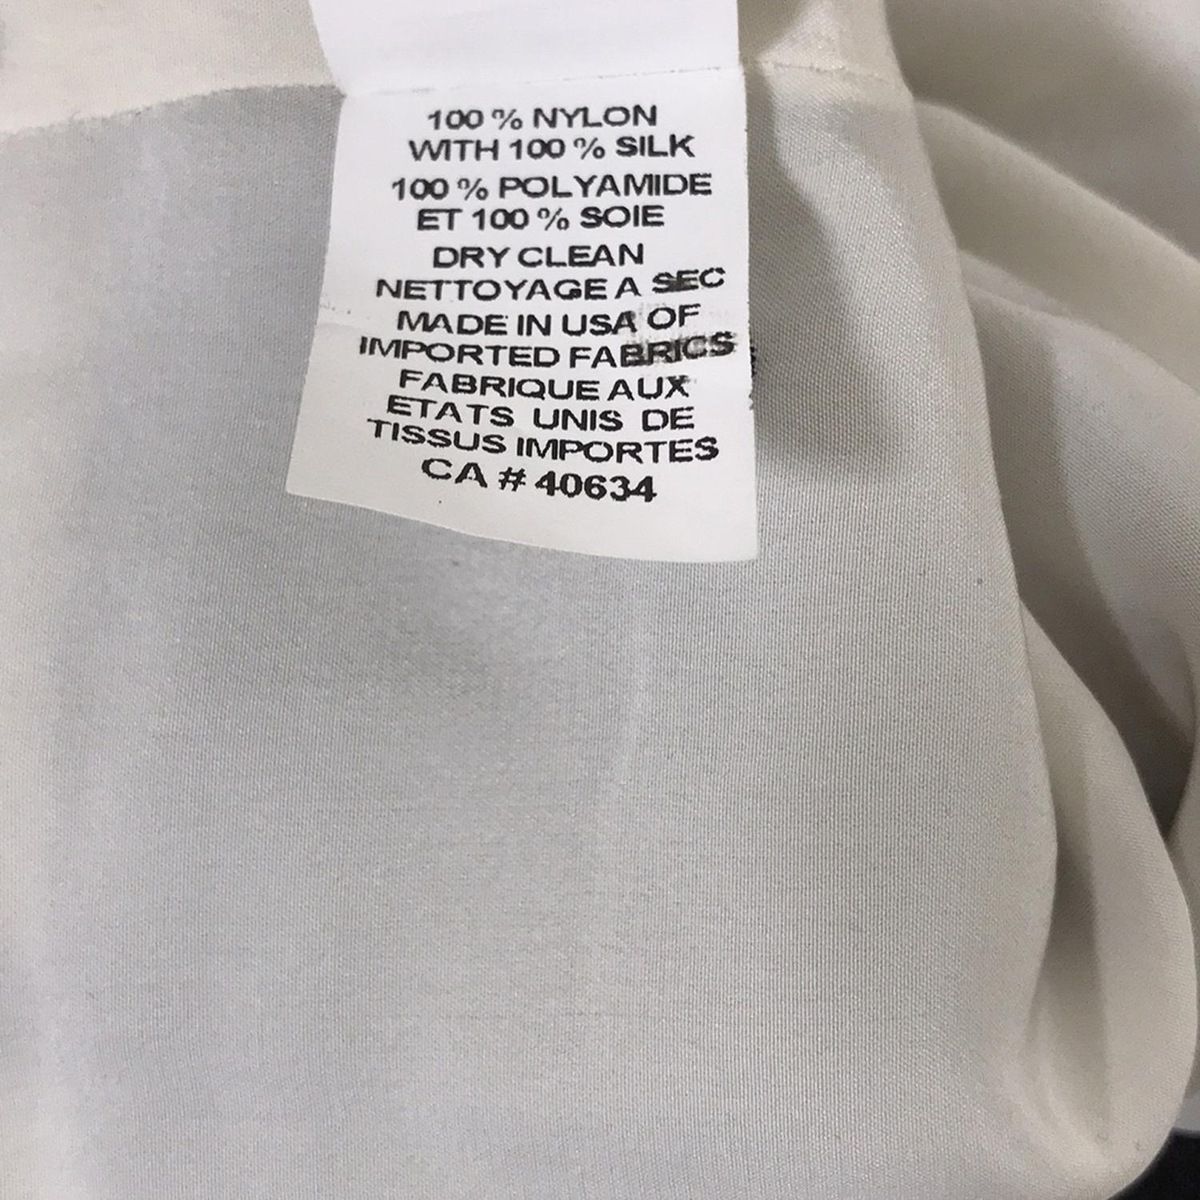 100 % NYLON
WITH 100 % SILK
100 % POLYAMIDE
ET 100 % SOIE
DRY CLEAN
NETTOYAGE A SEC
MADE IN USA OF
IMPORTED FABRICS
FABRIQUE AUX
ETATS UNIS DE
TISSUS IMPORTES
CA # 40634